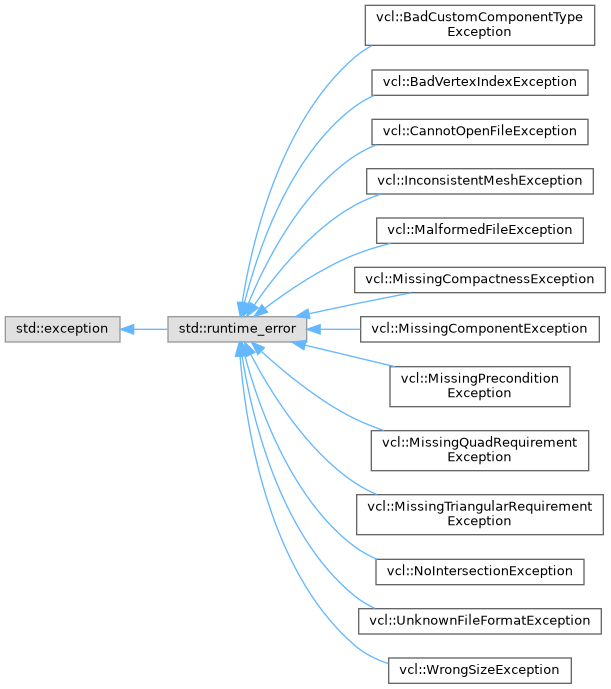 vcl::BadCustomComponentType
Exception
vcl::BadVertexIndexException
vcl::CannotOpenFileException
vcl::InconsistentMeshException
vcl::MalformedFileException
vcl::MissingCompactnessException
std::exception
std::runtime_error
vcl::MissingComponentException
vcl::MissingPrecondition
Exception
vcl::MissingQuadRequirement
Exception
vcl::MissingTriangularRequirement
Exception
vcl::NoIntersectionException
vcl::UnknownFileFormatException
vcl::WrongSizeException